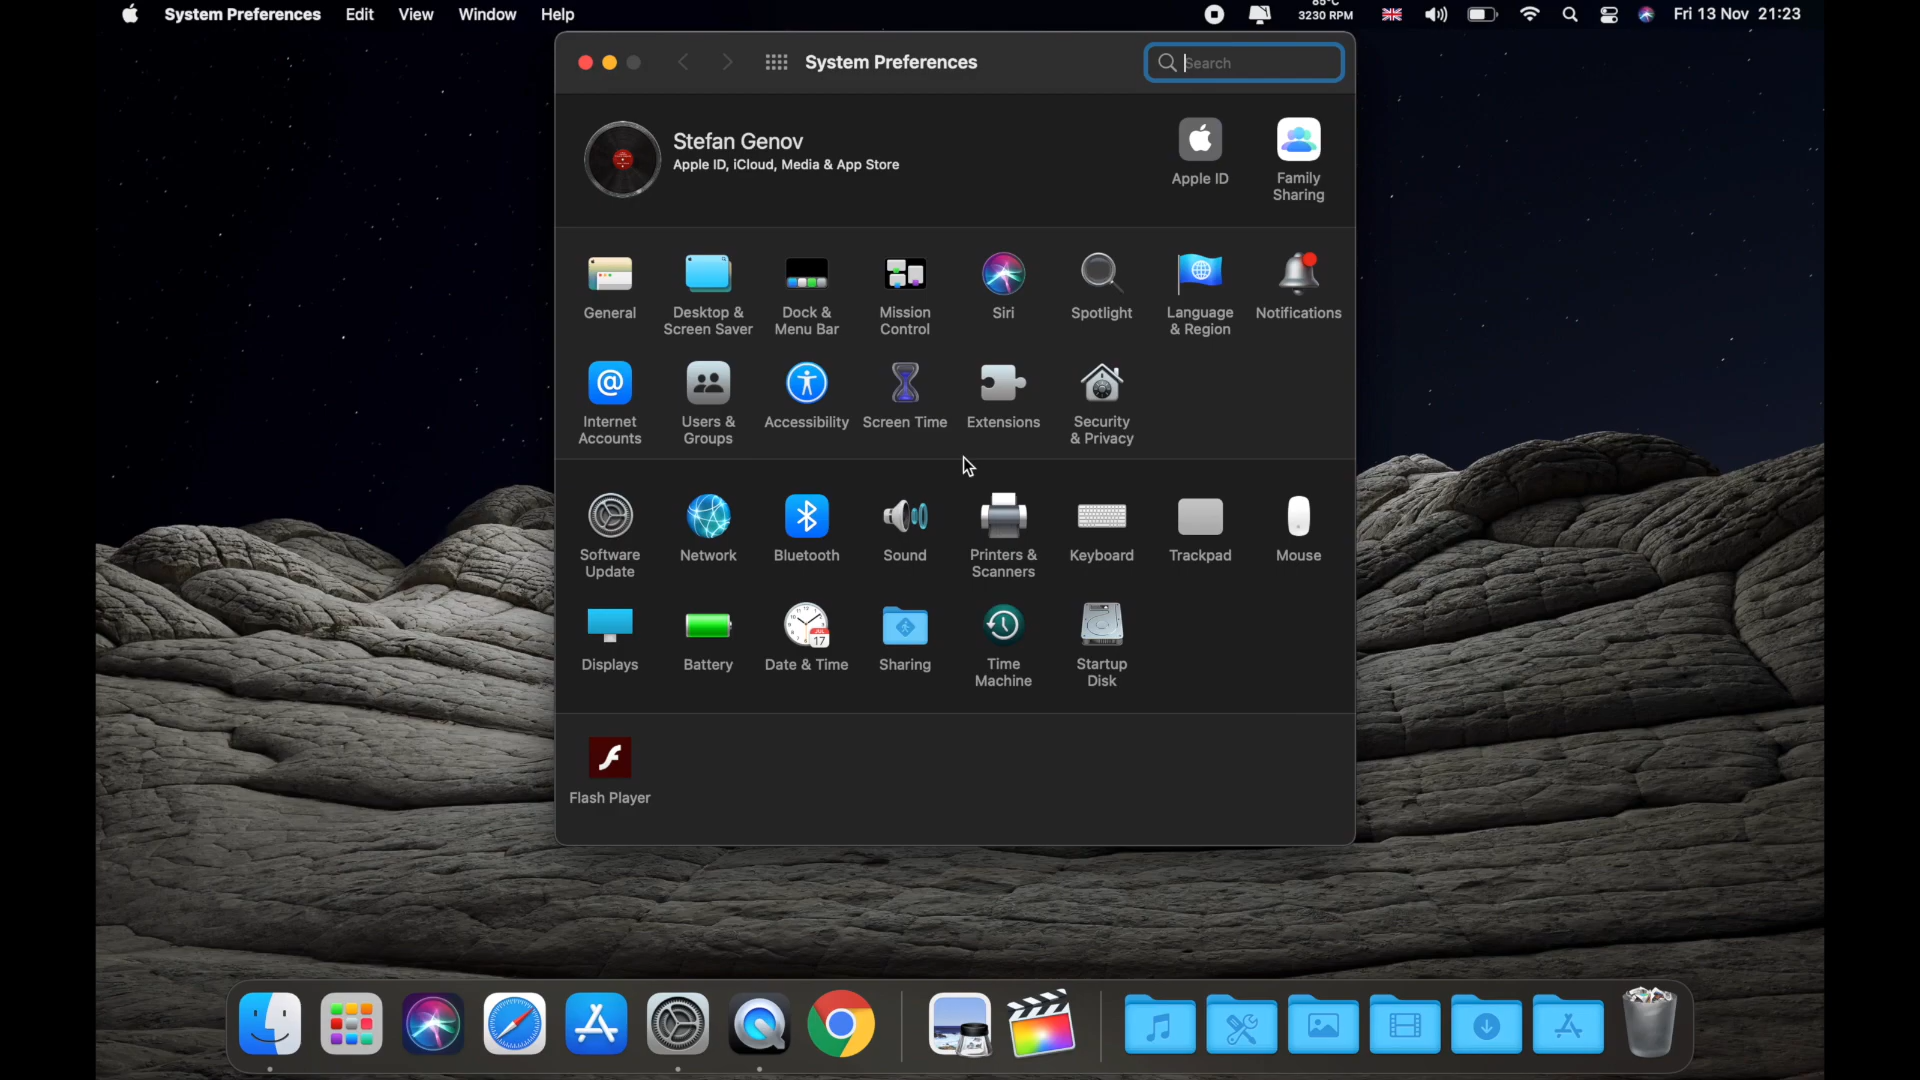 System Preferences Edit View Window Help
85°C
3230 RPM
Fri 13 Nov 21:23
System Preferences
Search
Stefan Genov
Apple ID, iCloud, Media & App Store
Apple ID
Family
Sharing
General
Desktop &
Screen Saver
Dock &
Menu Bar
Mission
Control
Siri
Spotlight
Language
& Region
Notifications
Internet
Accounts
Users &
Groups
Accessibility
Screen Time
Extensions
Security
& Privacy
Software
Update
Network
Bluetooth
Sound
Printers &
Scanners
Keyboard
Trackpad
Mouse
Displays
Battery
JUL
17
Date & Time
Sharing
Time
Machine
Startup
Disk
Flash Player